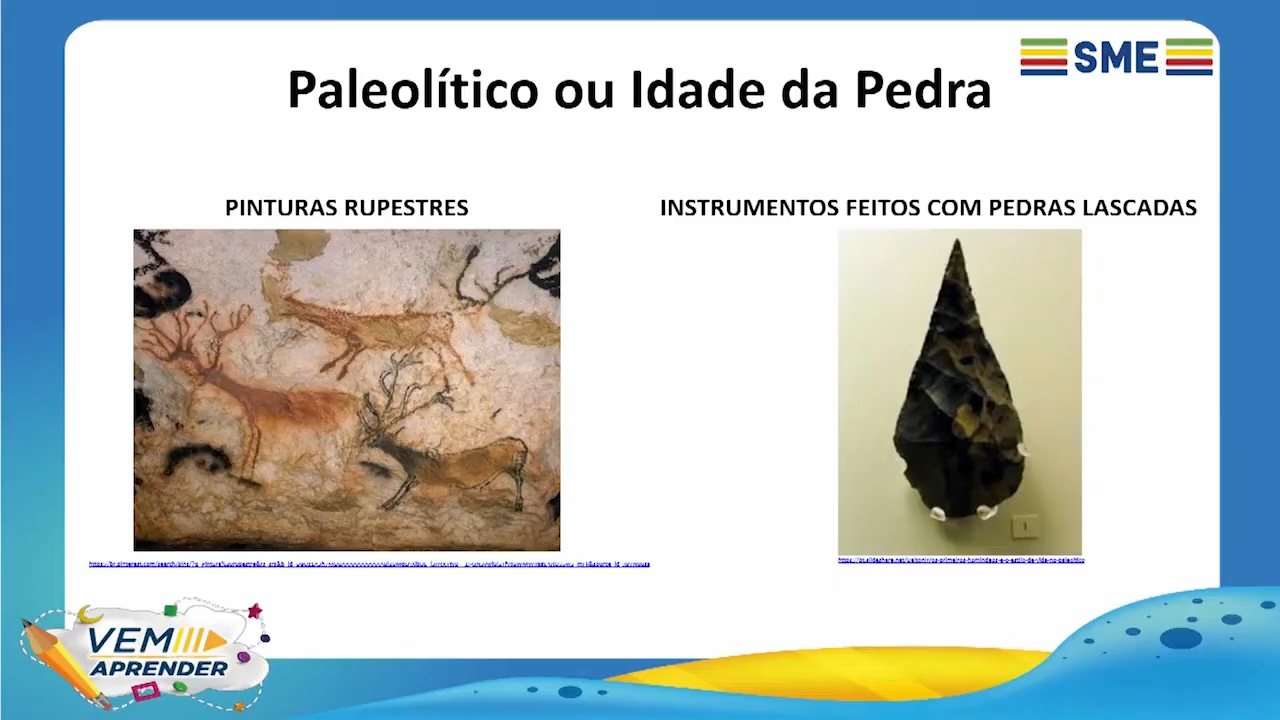 SME
Paleolítico ou Idade da Pedra
PINTURAS RUPESTRES
INSTRUMENTOS FEITOS COM PEDRAS LASCADAS
VEM
APRENDER